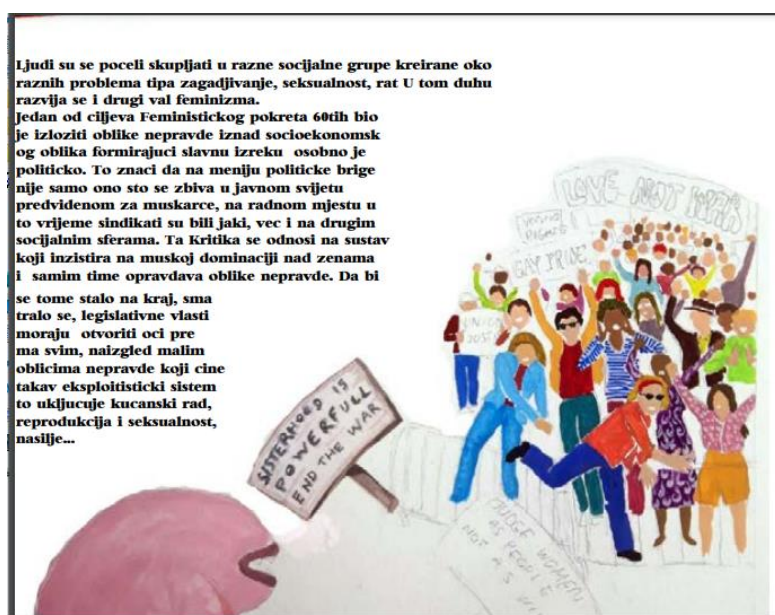 Ljudi su se poceli skupljati u razne socijalne grupe kreirane oko
raznih problema tipa zagadjivanje, seksualnost, rat U tom duhu
razvija se i drugi val feminizma.
Jedan od ciljeva Feministickog pokreta 60tih bio
je izloziti oblike nepravde iznad socioekonomsk
og oblika formirajuci slavnu izreku  osobno je
politicko. To znaci da na meniju politicke brige
nije samo ono sto se zbiva u javnom svijetu
predvidenom za muskarce, na radnom mjestu u
to vrijeme sindikati su bili jaki, vec i na drugim
socijalnim sferama. Ta Kritika se odnosi na sustav
koji inzistira na muskoj dominaciji nad zenama
i  samim time opravdava oblike nepravde. Da bi
se tome stalo na kraj, sma
tralo se, legislativne vlasti
moraju  otvoriti oci pre
ma svim, naizgled malim
oblicima nepravde koji cine
takav eksploitisticki sistem
to ukljucuje kucanski rad,
reprodukcija i seksualnost,
nasilje...
LOVE NOT WAR
GAY PRIDE
UNION
SISTERHOOD IS
POWERFULL
END THE WAR
JUDGE WOMEN
AS PEOPLE
NOT AS